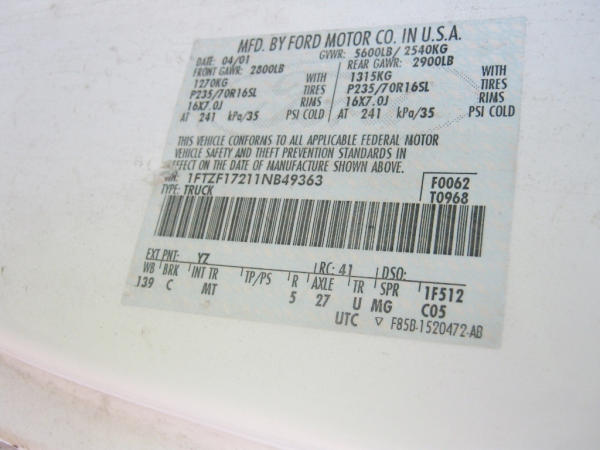 MFD. BY FORD MOTOR CO. IN U.S.A.
DATE: 04/01 GVWR: 5600LB/ 2540KG
FRONT GAWR: 2800LB REAR GAWR: 2900LB
1270KG WITH 1315KG WITH
P235/70R16SL TIRES P235/70R16SL TIRES
16X7.0J RIMS 16X7.0J RIMS
AT 241 kPa/35 PSI COLD AT 241 kPa/35 PSI COLD
THIS VEHICLE CONFORMS TO ALL APPLICABLE FEDERAL MOTOR
VEHICLE SAFETY AND THEFT PREVENTION STANDARDS IN
EFFECT ON THE DATE OF MANUFACTURE SHOWN ABOVE.
VIN: 1FTZF17211NB49363 F0062
TYPE: TRUCK T0968
EXT PNT: Y7 RC: 41 DSO:
WB BRK INT TR TP/PS R AXLE TR SPR 1F512
139 C MT 5 27 U MG C05
UTC ▽ F85B-1520472-AB